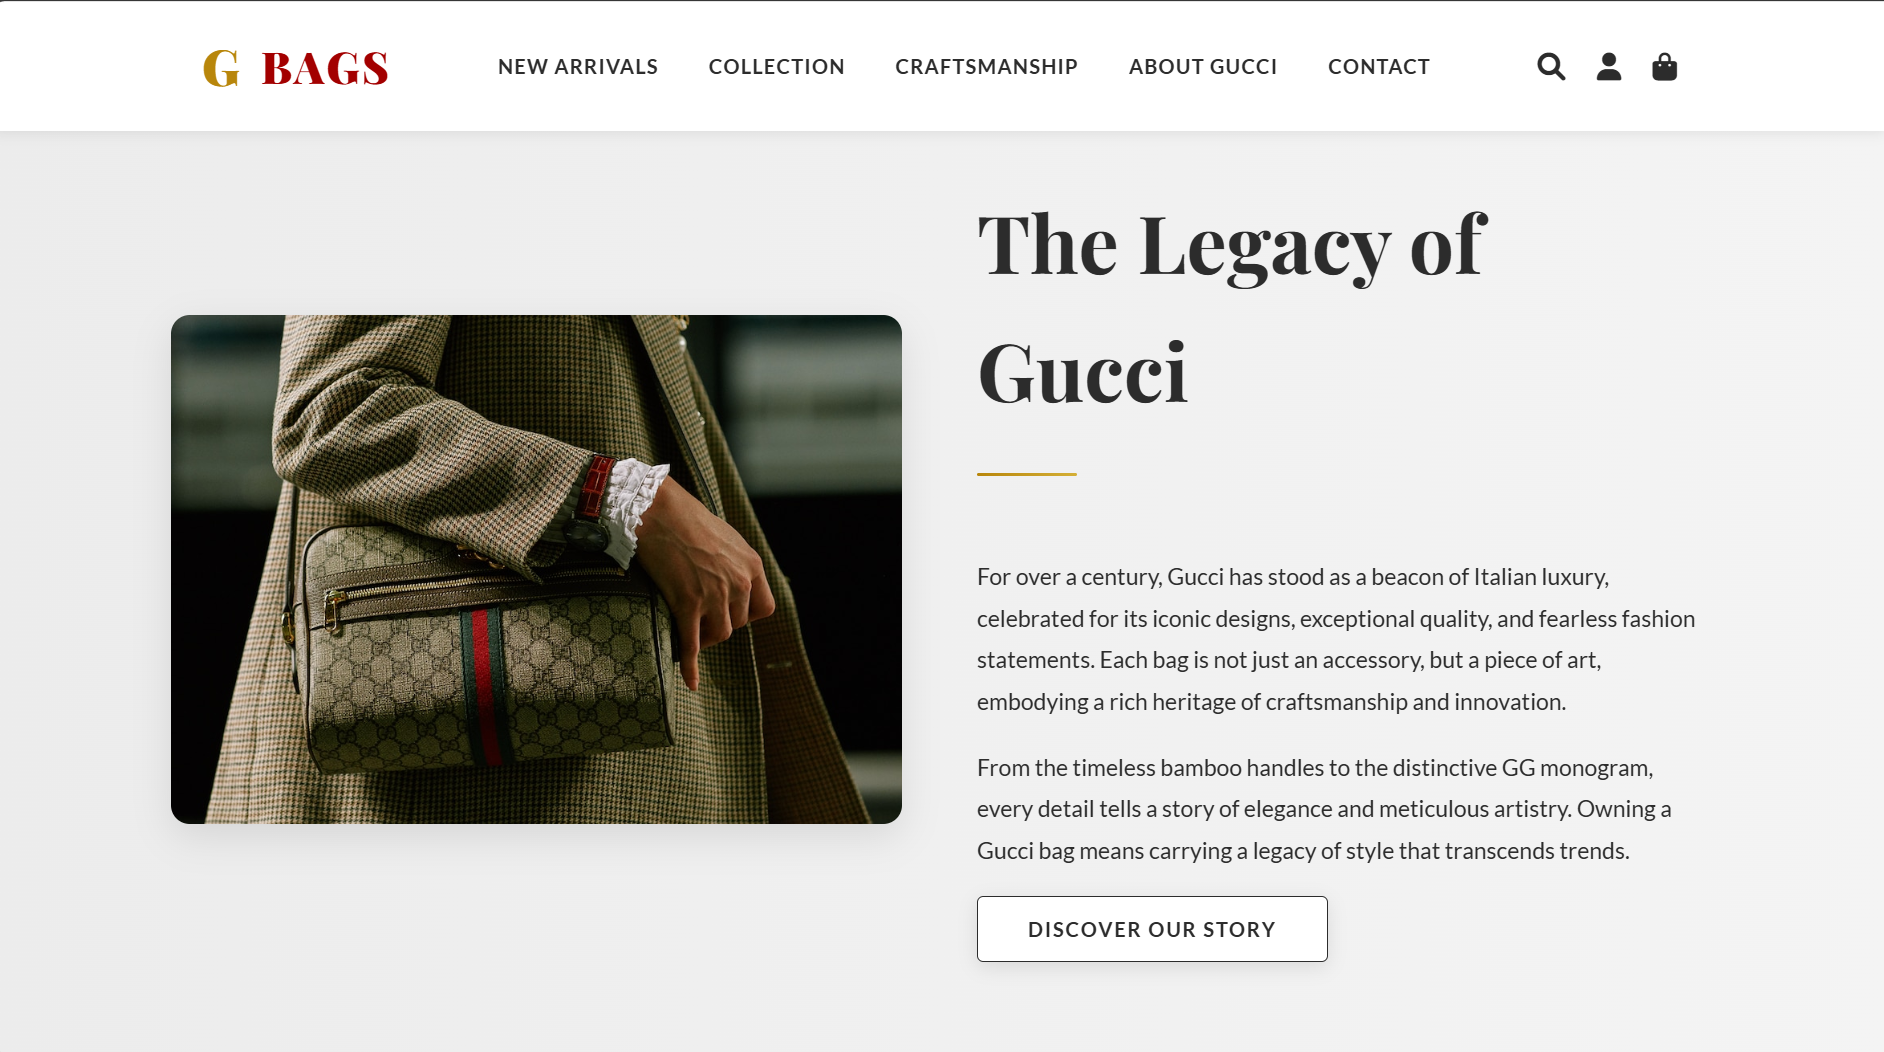 G BAGS
NEW ARRIVALS
COLLECTION
CRAFTSMANSHIP
ABOUT GUCCI
CONTACT
The Legacy of
Gucci
For over a century, Gucci has stood as a beacon of Italian luxury,
celebrated for its iconic designs, exceptional quality, and fearless fashion
statements. Each bag is not just an accessory, but a piece of art,
embodying a rich heritage of craftsmanship and innovation.
From the timeless bamboo handles to the distinctive GG monogram,
every detail tells a story of elegance and meticulous artistry. Owning a
Gucci bag means carrying a legacy of style that transcends trends.
DISCOVER OUR STORY